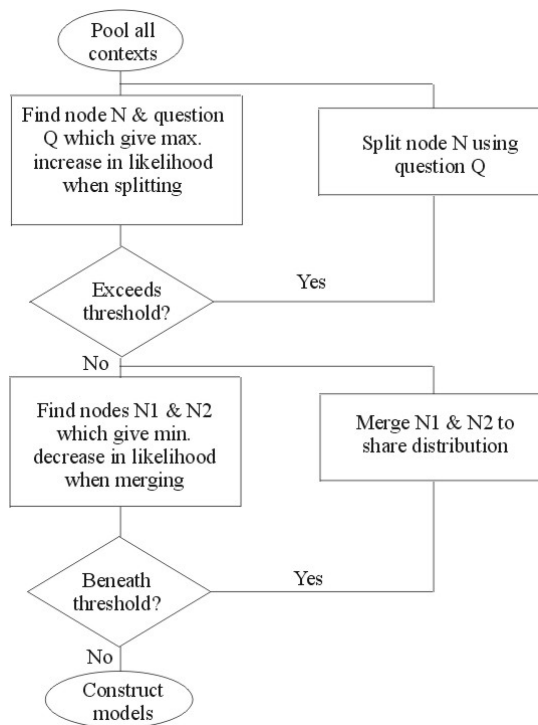 Pool all
contexts
Find node N & question
Q which give max.
increase in likelihood
when splitting
Split node N using
question Q
Exceeds
threshold?
Yes
No
Find nodes N1 & N2
which give min.
decrease in likelihood
when merging
Merge N1 & N2 to
share distribution
Beneath
threshold?
Yes
No
Construct
models